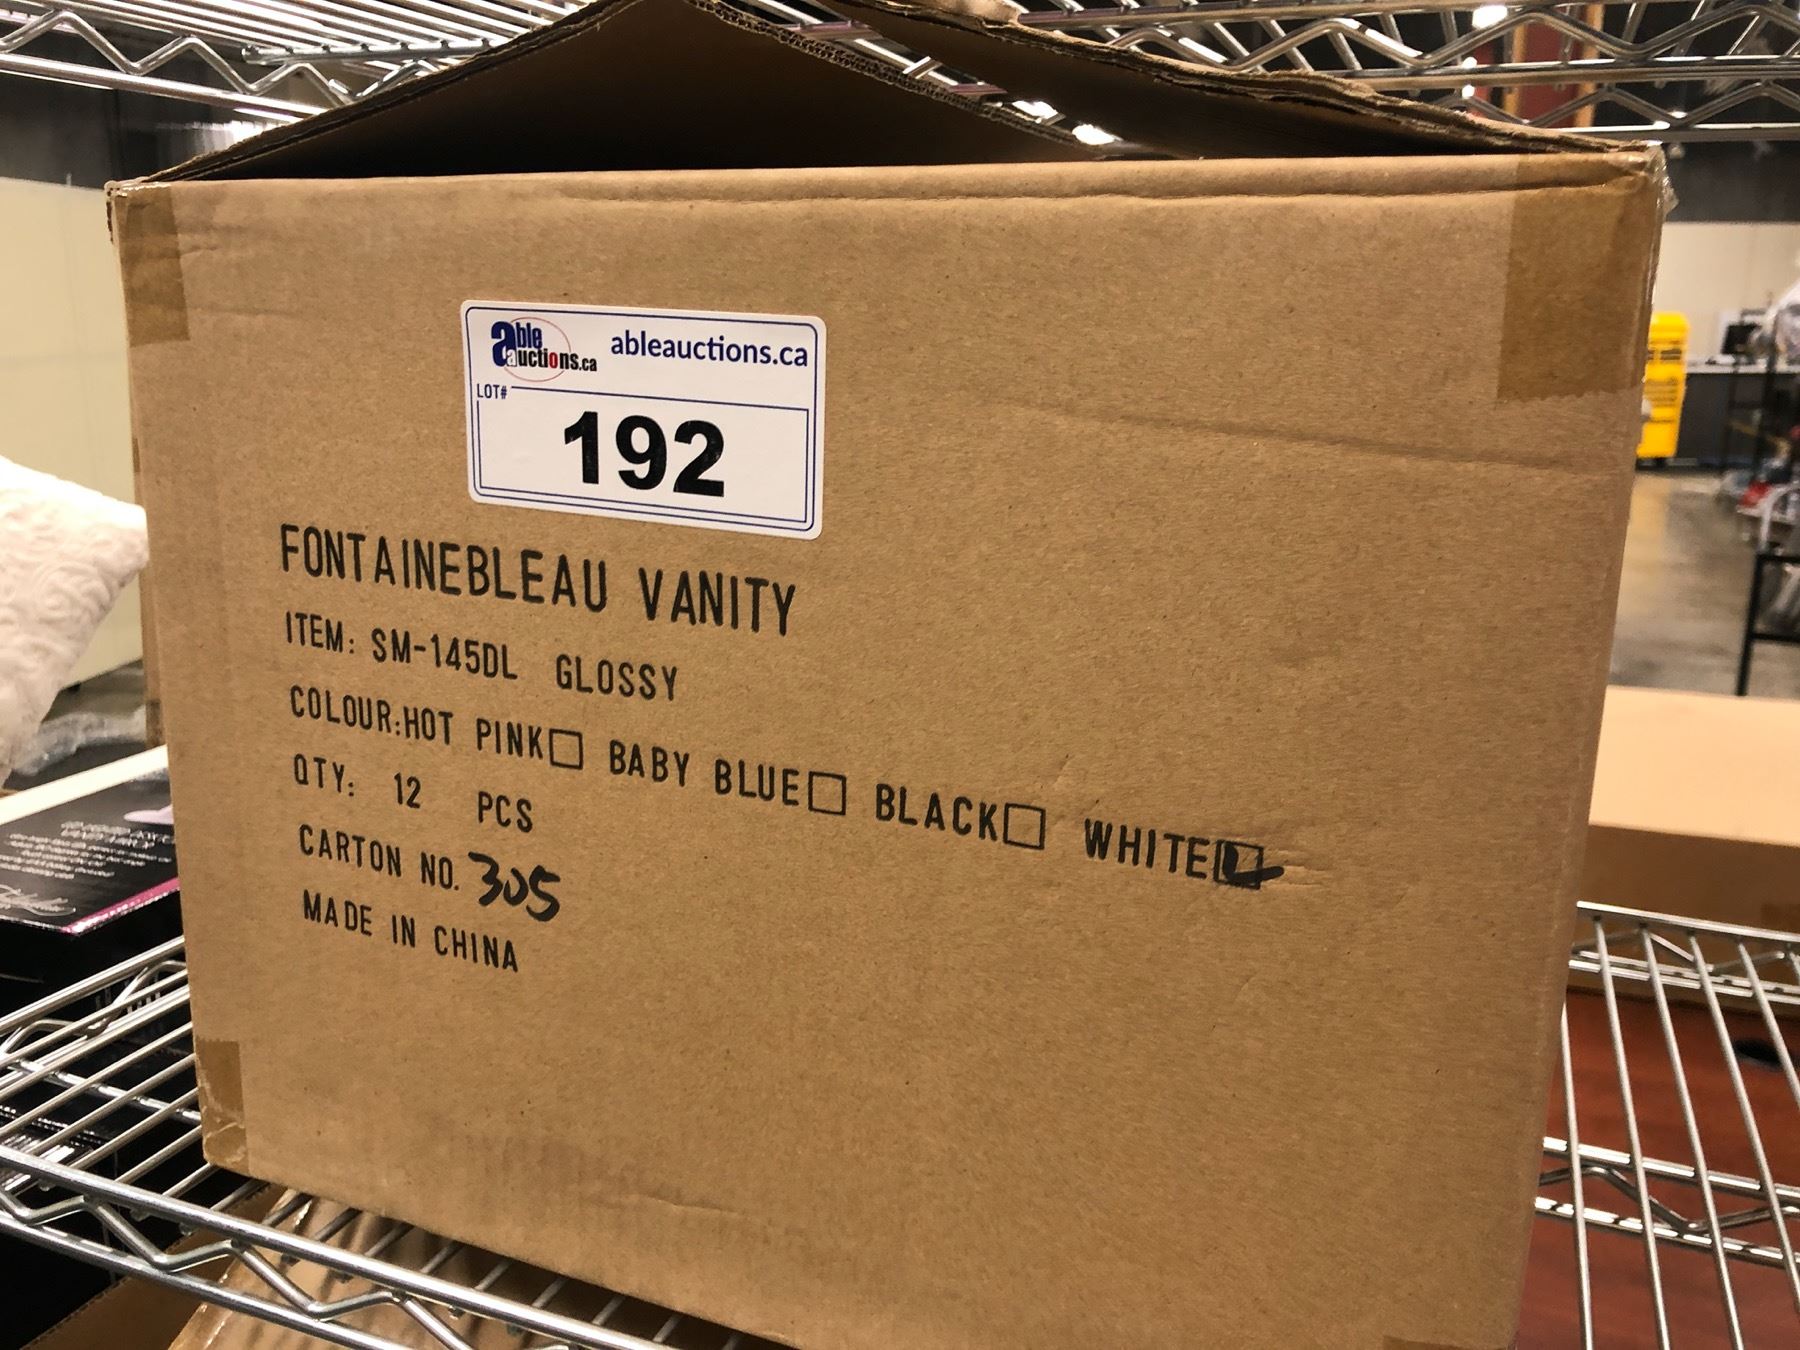 able auctions.ca
ableauctions.ca
LOT#
192
FONTAINEBLEAU VANITY
ITEM: SM-145DL GLOSSY
COLOUR:HOT PINK☐ BABY BLUE☐ BLACK☐ WHITE☑
QTY: 12 PCS
CARTON NO. 305
MADE IN CHINA